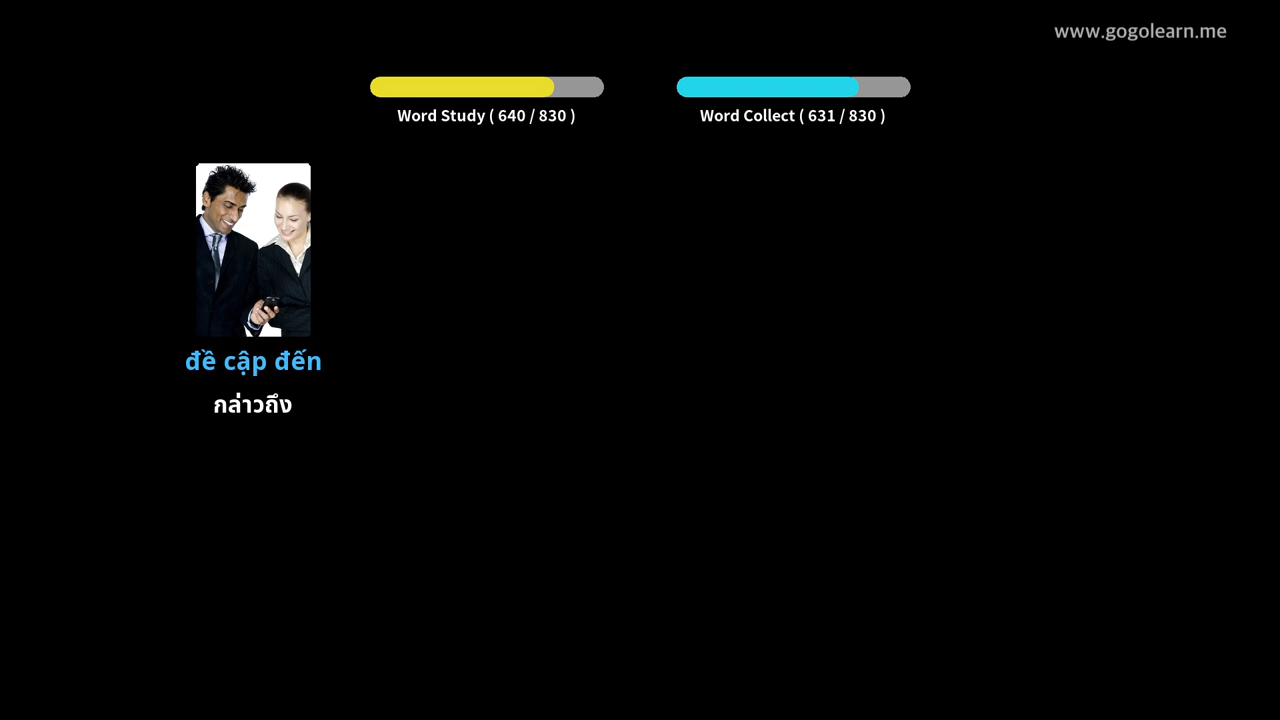 www.gogolearn.me
Word Study ( 640 / 830 )
Word Collect ( 631 / 830 )
đề cập đến
กล่าวถึง